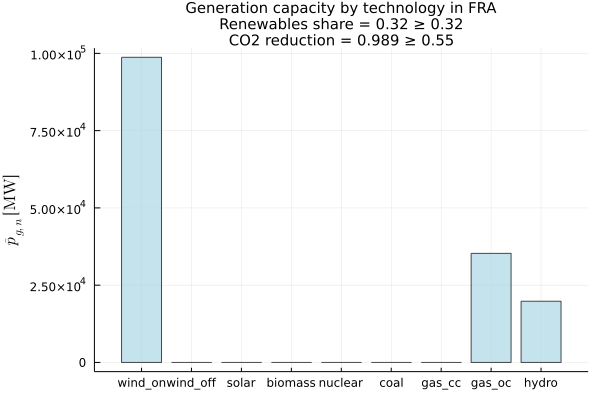 Generation capacity by technology in FRA
Renewables share = 0.32 ≥ 0.32
CO2 reduction = 0.989 ≥ 0.55
1.00×10⁵
7.50×10⁴
5.00×10⁴
2.50×10⁴
0
p̄_{g,n} [MW]
wind_on wind_off solar biomass nuclear coal gas_cc gas_oc hydro